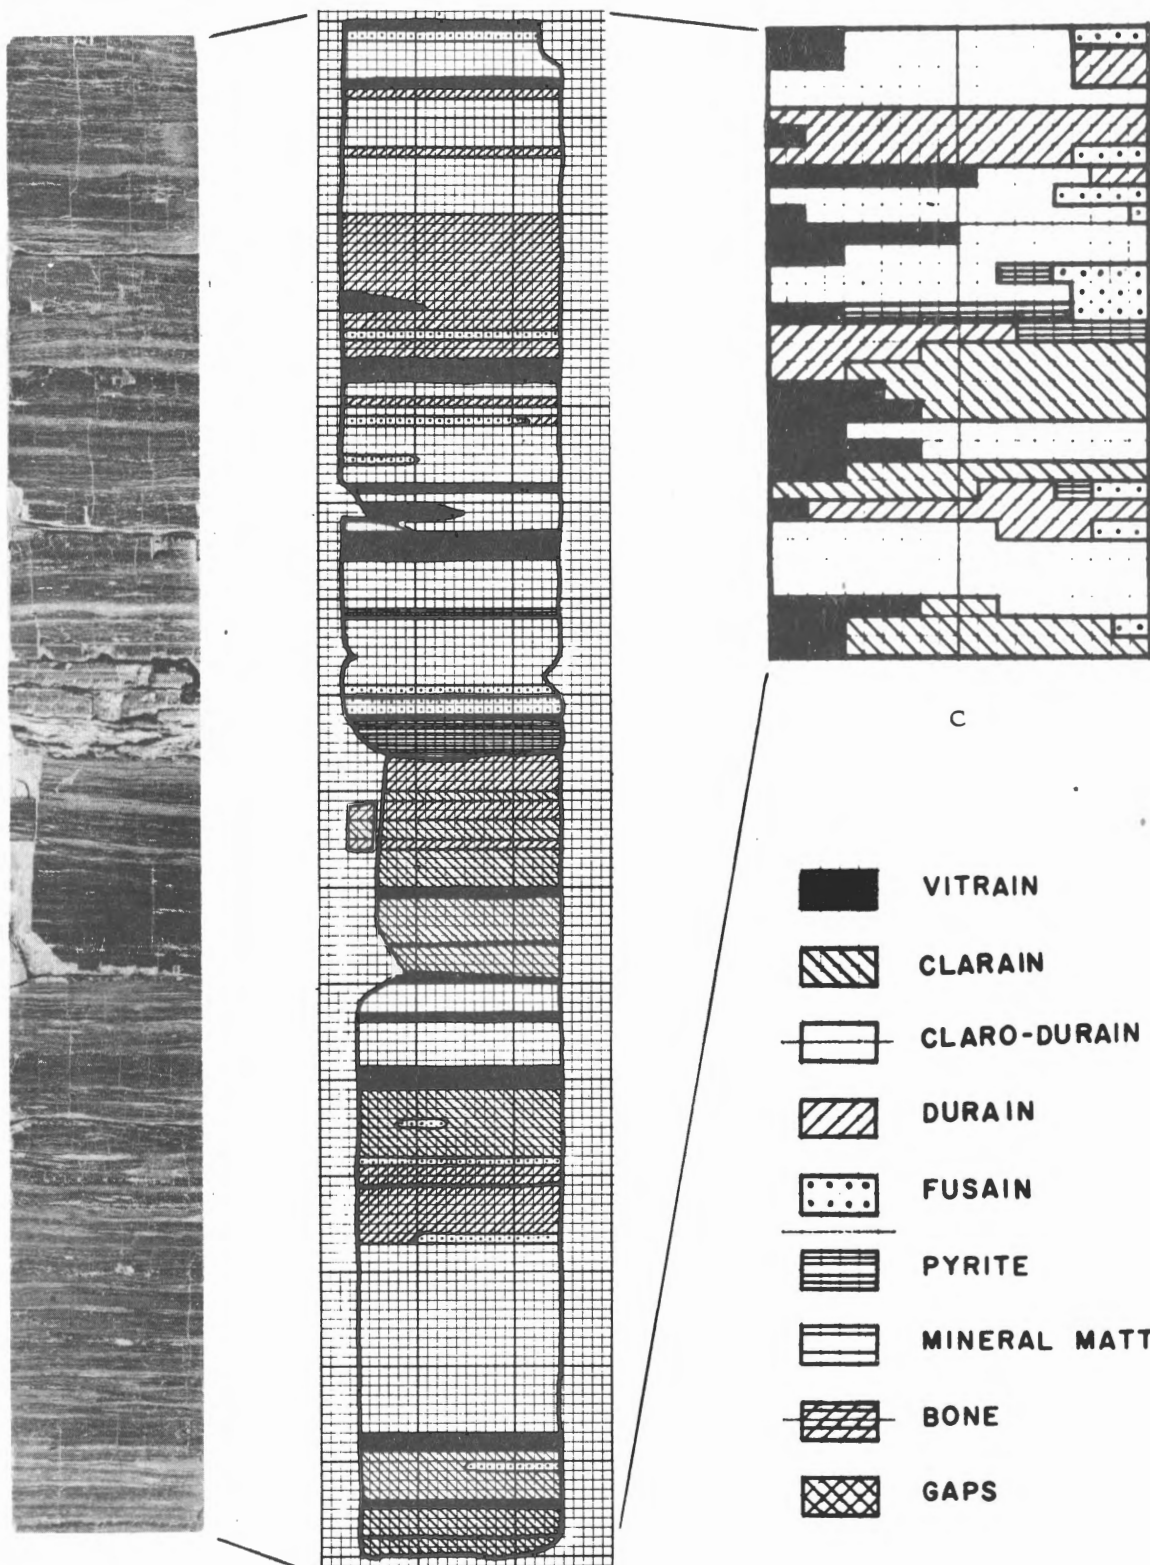 C
VITRAIN
CLARAIN
CLARO-DURAIN
DURAIN
FUSAIN
PYRITE
MINERAL MATT
BONE
GAPS